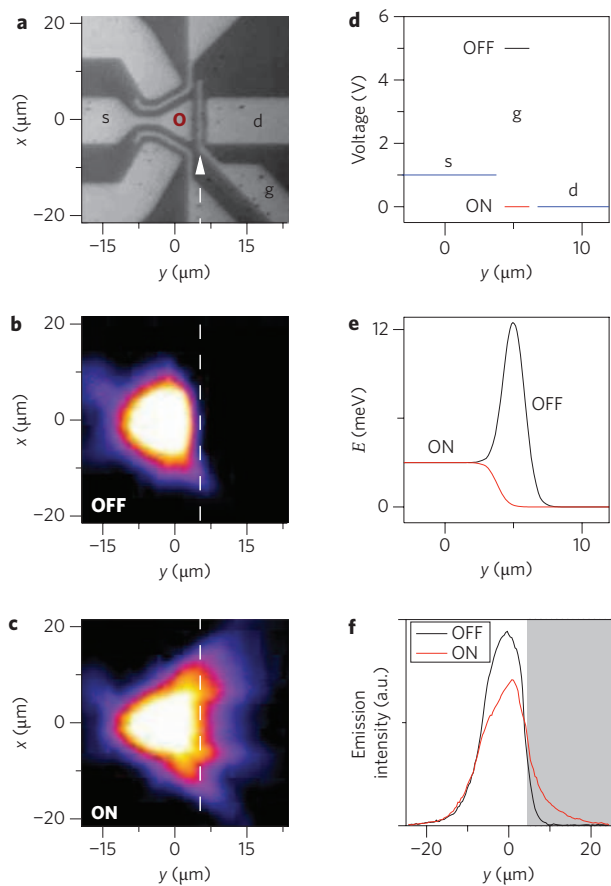 a
20
0
−20
x (μm)
s
O
d
g
−15
0
15
y (μm)
b
20
0
−20
x (μm)
OFF
−15
0
15
y (μm)
c
20
0
−20
x (μm)
ON
−15
0
15
y (μm)
d
6
4
2
0
Voltage (V)
OFF
g
s
d
ON
0
10
y (μm)
e
12
0
E (meV)
OFF
ON
0
10
y (μm)
f
OFF
ON
Emission
intensity (a.u.)
−20
0
20
y (μm)